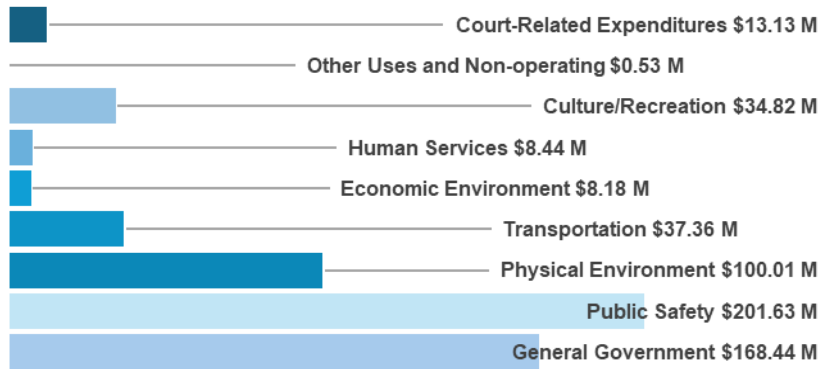 Court-Related Expenditures $13.13 M
Other Uses and Non-operating $0.53 M
Culture/Recreation $34.82 M
Human Services $8.44 M
Economic Environment $8.18 M
Transportation $37.36 M
Physical Environment $100.01 M
Public Safety $201.63 M
General Government $168.44 M